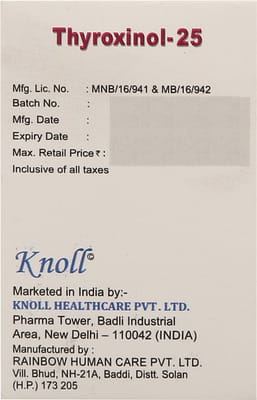 Thyroxinol-25
Mfg. Lic. No. : MNB/16/941 & MB/16/942
Batch No. :
Mfg. Date :
Expiry Date :
Max. Retail Price ₹ :
Inclusive of all taxes
Knoll©
Marketed in India by:-
KNOLL HEALTHCARE PVT. LTD.
Pharma Tower, Badli Industrial
Area, New Delhi – 110042 (INDIA)
Manufactured by :
RAINBOW HUMAN CARE PVT. LTD.
Vill. Bhud, NH-21A, Baddi, Distt. Solan
(H.P.) 173 205